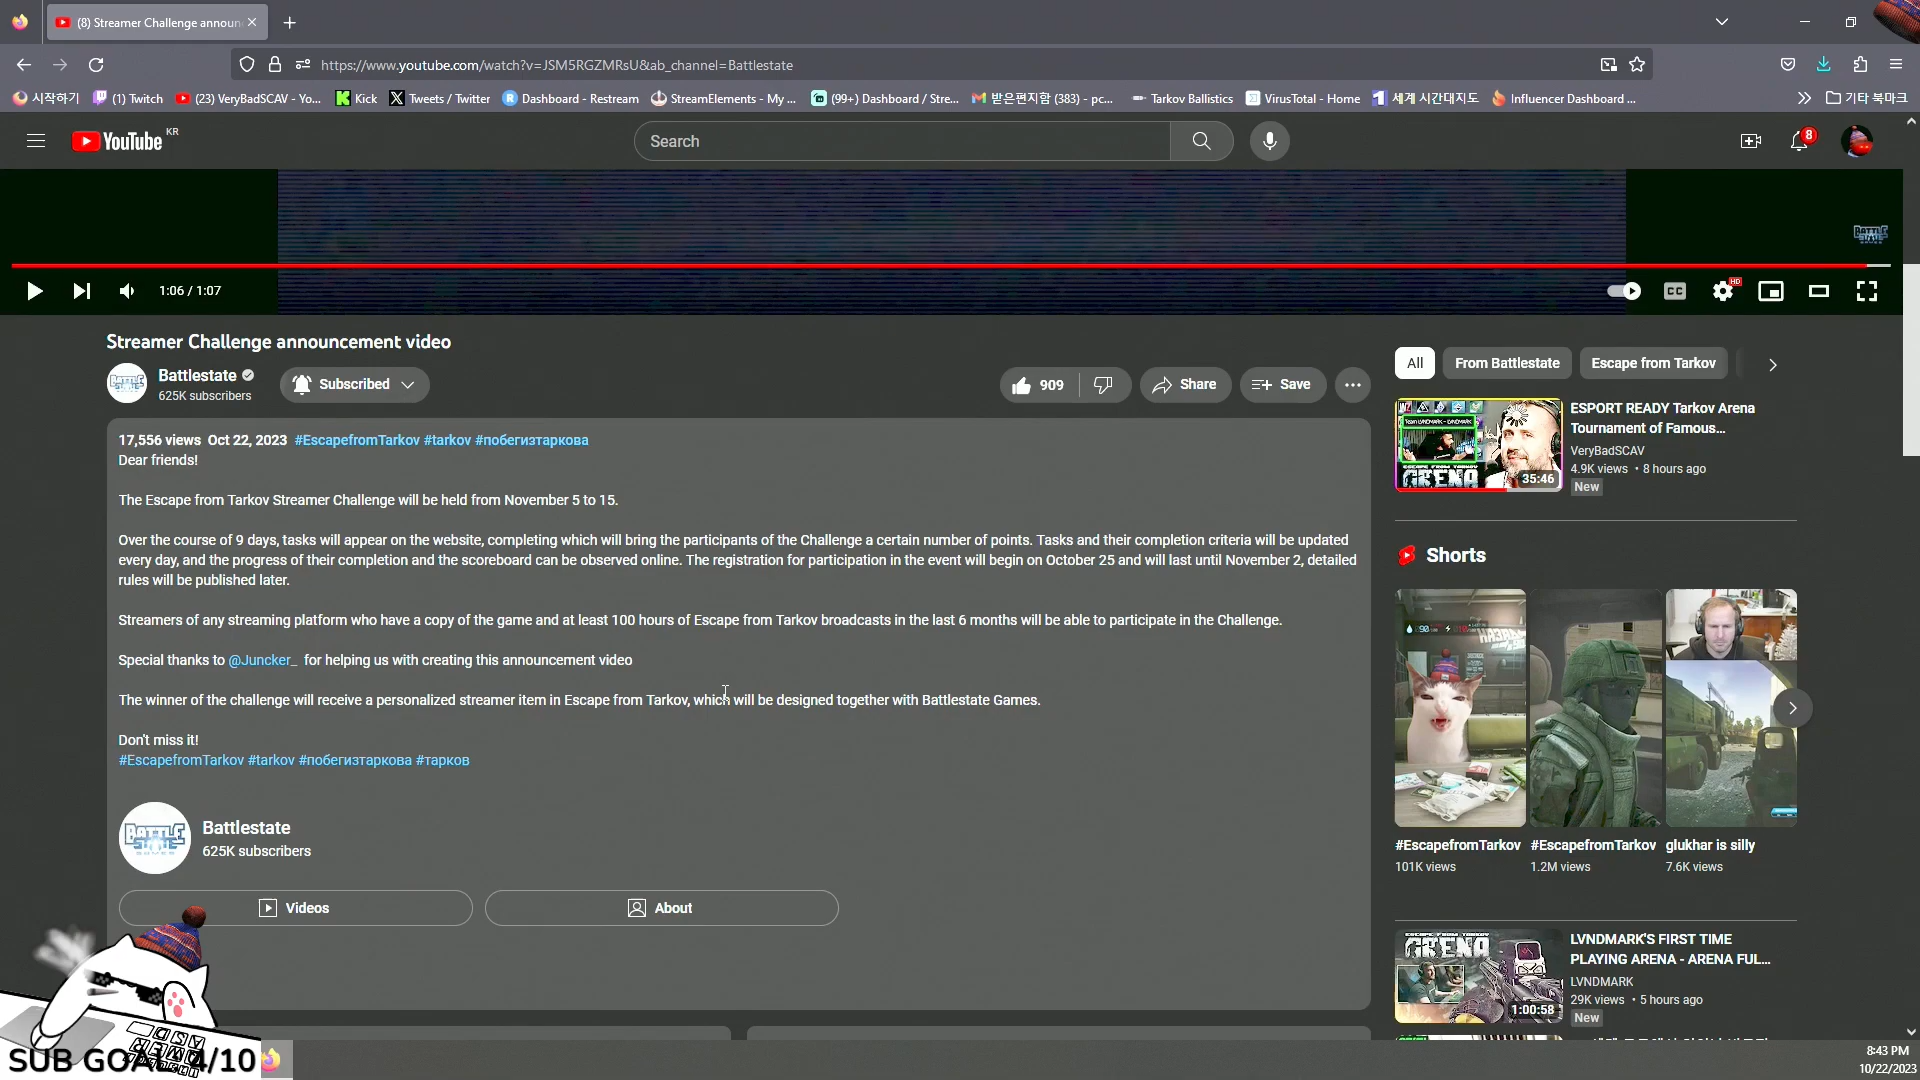 (8) Streamer Challenge announ
https://www.youtube.com/watch?v=JSM5RGZMRsU&ab_channel=Battlestate
시작하기
(1) Twitch
(23) VeryBadSCAV - Yo...
Kick
Tweets / Twitter
Dashboard - Restream
StreamElements - My ...
(99+) Dashboard / Stre...
받은편지함 (383) - pc...
Tarkov Ballistics
VirusTotal - Home
세계 시간대지도
Influencer Dashboard ...
기타 북마크
YouTube KR
Search
8
BATTLE
1:06 / 1:07
CC
HD
Streamer Challenge announcement video
Battlestate
625K subscribers
Subscribed
909
Share
Save
17,556 views Oct 22, 2023 #EscapefromTarkov #tarkov #побегизтаркова
Dear friends!
The Escape from Tarkov Streamer Challenge will be held from November 5 to 15.
Over the course of 9 days, tasks will appear on the website, completing which will bring the participants of the Challenge a certain number of points. Tasks and their completion criteria will be updated
every day, and the progress of their completion and the scoreboard can be observed online. The registration for participation in the event will begin on October 25 and will last until November 2, detailed
rules will be published later.
Streamers of any streaming platform who have a copy of the game and at least 100 hours of Escape from Tarkov broadcasts in the last 6 months will be able to participate in the Challenge.
Special thanks to @Juncker_ for helping us with creating this announcement video
The winner of the challenge will receive a personalized streamer item in Escape from Tarkov, which will be designed together with Battlestate Games.
Don't miss it!
#EscapefromTarkov #tarkov #побегизтаркова #тарков
BATTLE
Battlestate
625K subscribers
Videos
About
All
From Battlestate
Escape from Tarkov
ARENA
35:46
ESPORT READY Tarkov Arena
Tournament of Famous...
VeryBadSCAV
4.9K views • 8 hours ago
New
Shorts
#EscapefromTarkov
101K views
#EscapefromTarkov
1.2M views
glukhar is silly
7.6K views
ESCAPE FROM TARKOV
ARENA
1:00:58
LVNDMARK'S FIRST TIME
PLAYING ARENA - ARENA FUL...
LVNDMARK
29K views • 5 hours ago
New
SUB GOAL 4/10
8:43 PM
10/22/2023